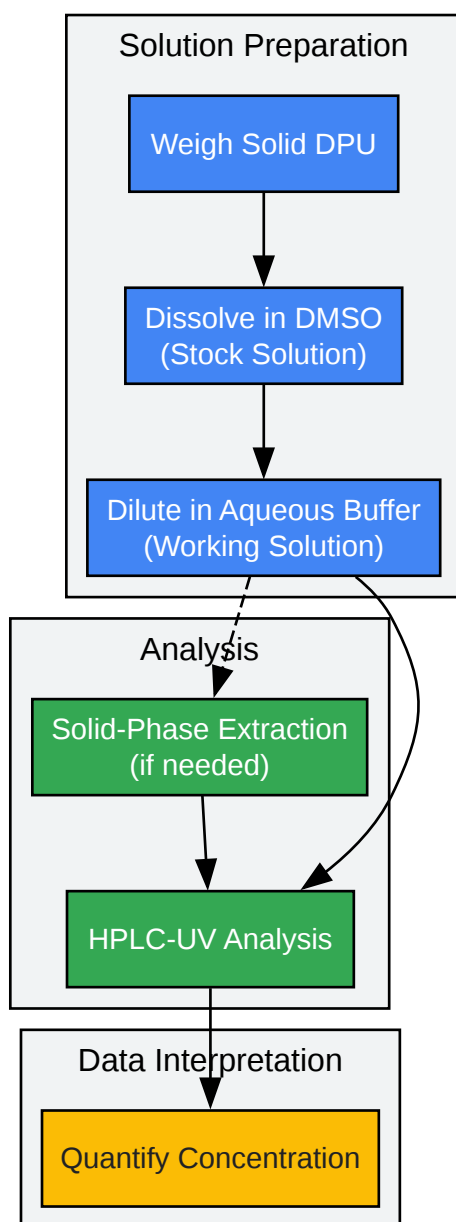 Solution Preparation
Weigh Solid DPU
Dissolve in DMSO
(Stock Solution)
Dilute in Aqueous Buffer
(Working Solution)
Analysis
Solid-Phase Extraction
(if needed)
HPLC-UV Analysis
Data Interpretation
Quantify Concentration